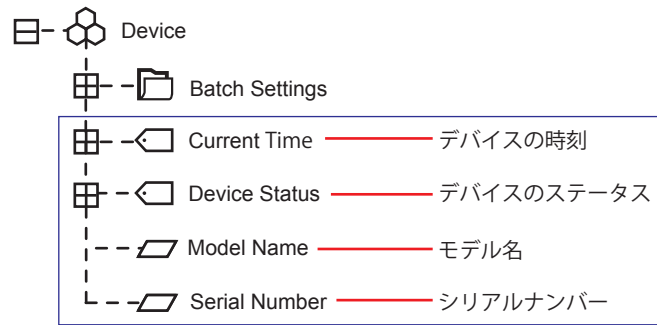 Device
Batch Settings
Current Time デバイスの時刻
Device Status デバイスのステータス
Model Name モデル名
Serial Number シリアルナンバー